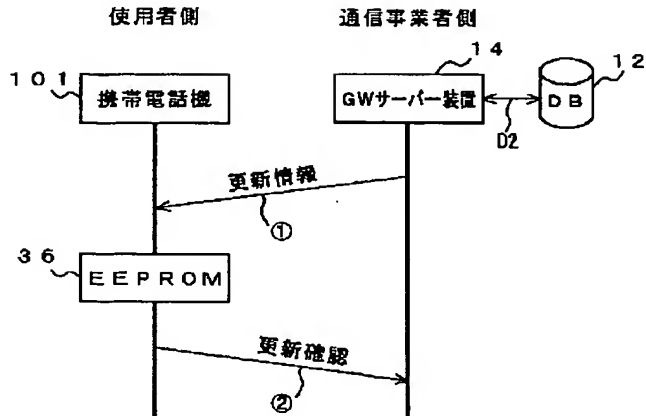 使用者側 通信事業者側
101 携帯電話機
14 GWサーバー装置
D2
DB 12
更新情報
①
36 EEPROM
更新確認
②